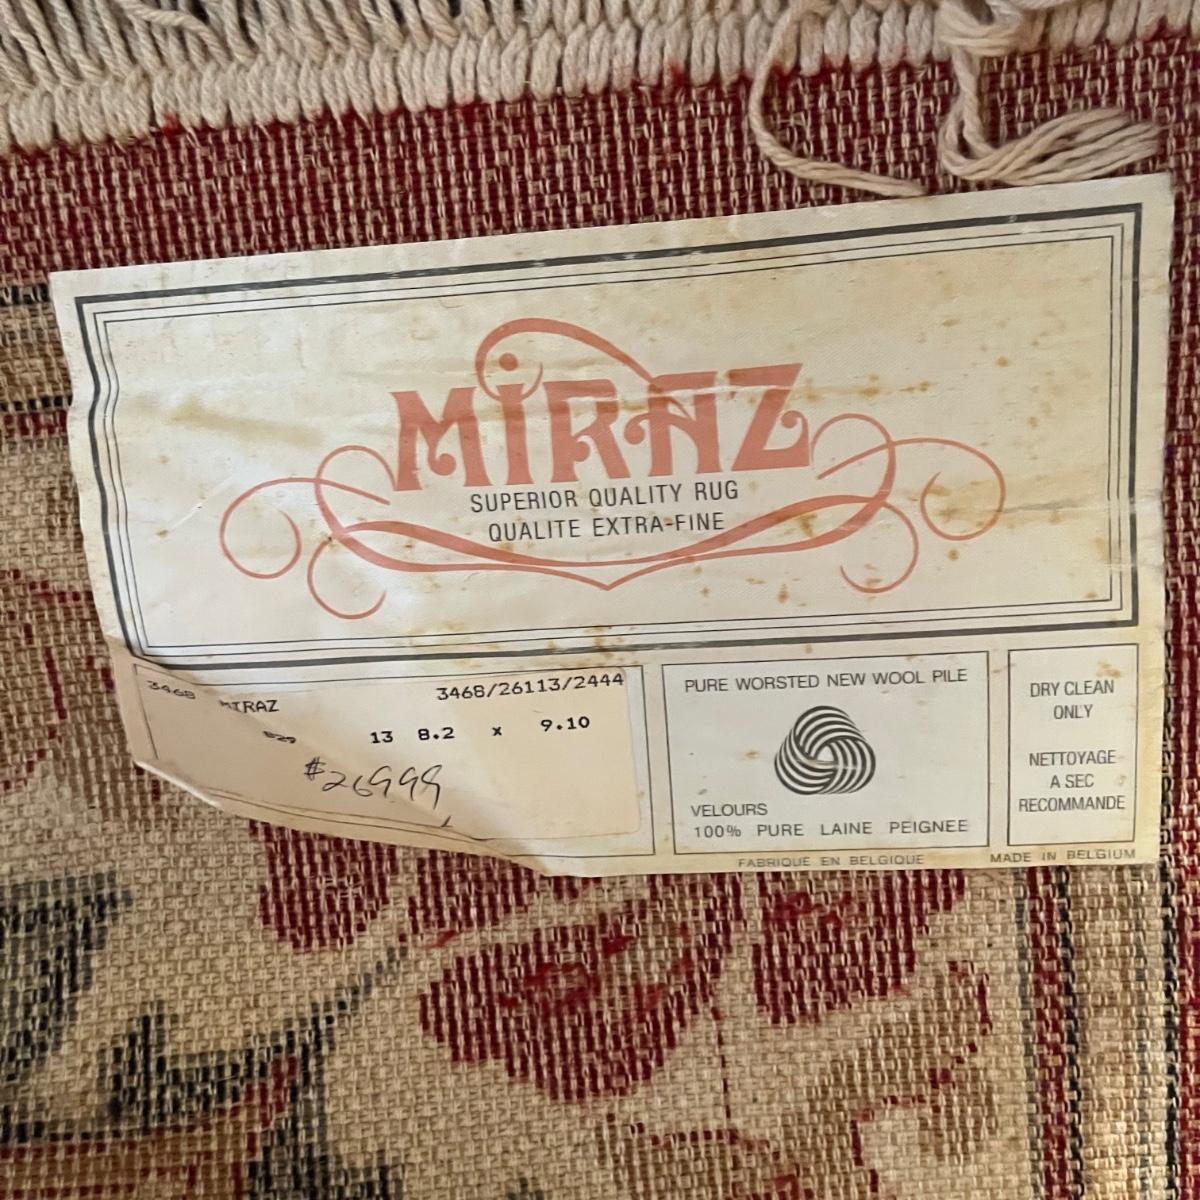 MIRAZ
SUPERIOR QUALITY RUG
QUALITE EXTRA-FINE
3468 MIRAZ 3468/26113/2444
829 13 8.2 x 9.10
$26999
PURE WORSTED NEW WOOL PILE
VELOURS
100% PURE LAINE PEIGNEE
DRY CLEAN
ONLY
NETTOYAGE
A SEC
RECOMMANDE
FABRIQUE EN BELGIQUE
MADE IN BELGIUM